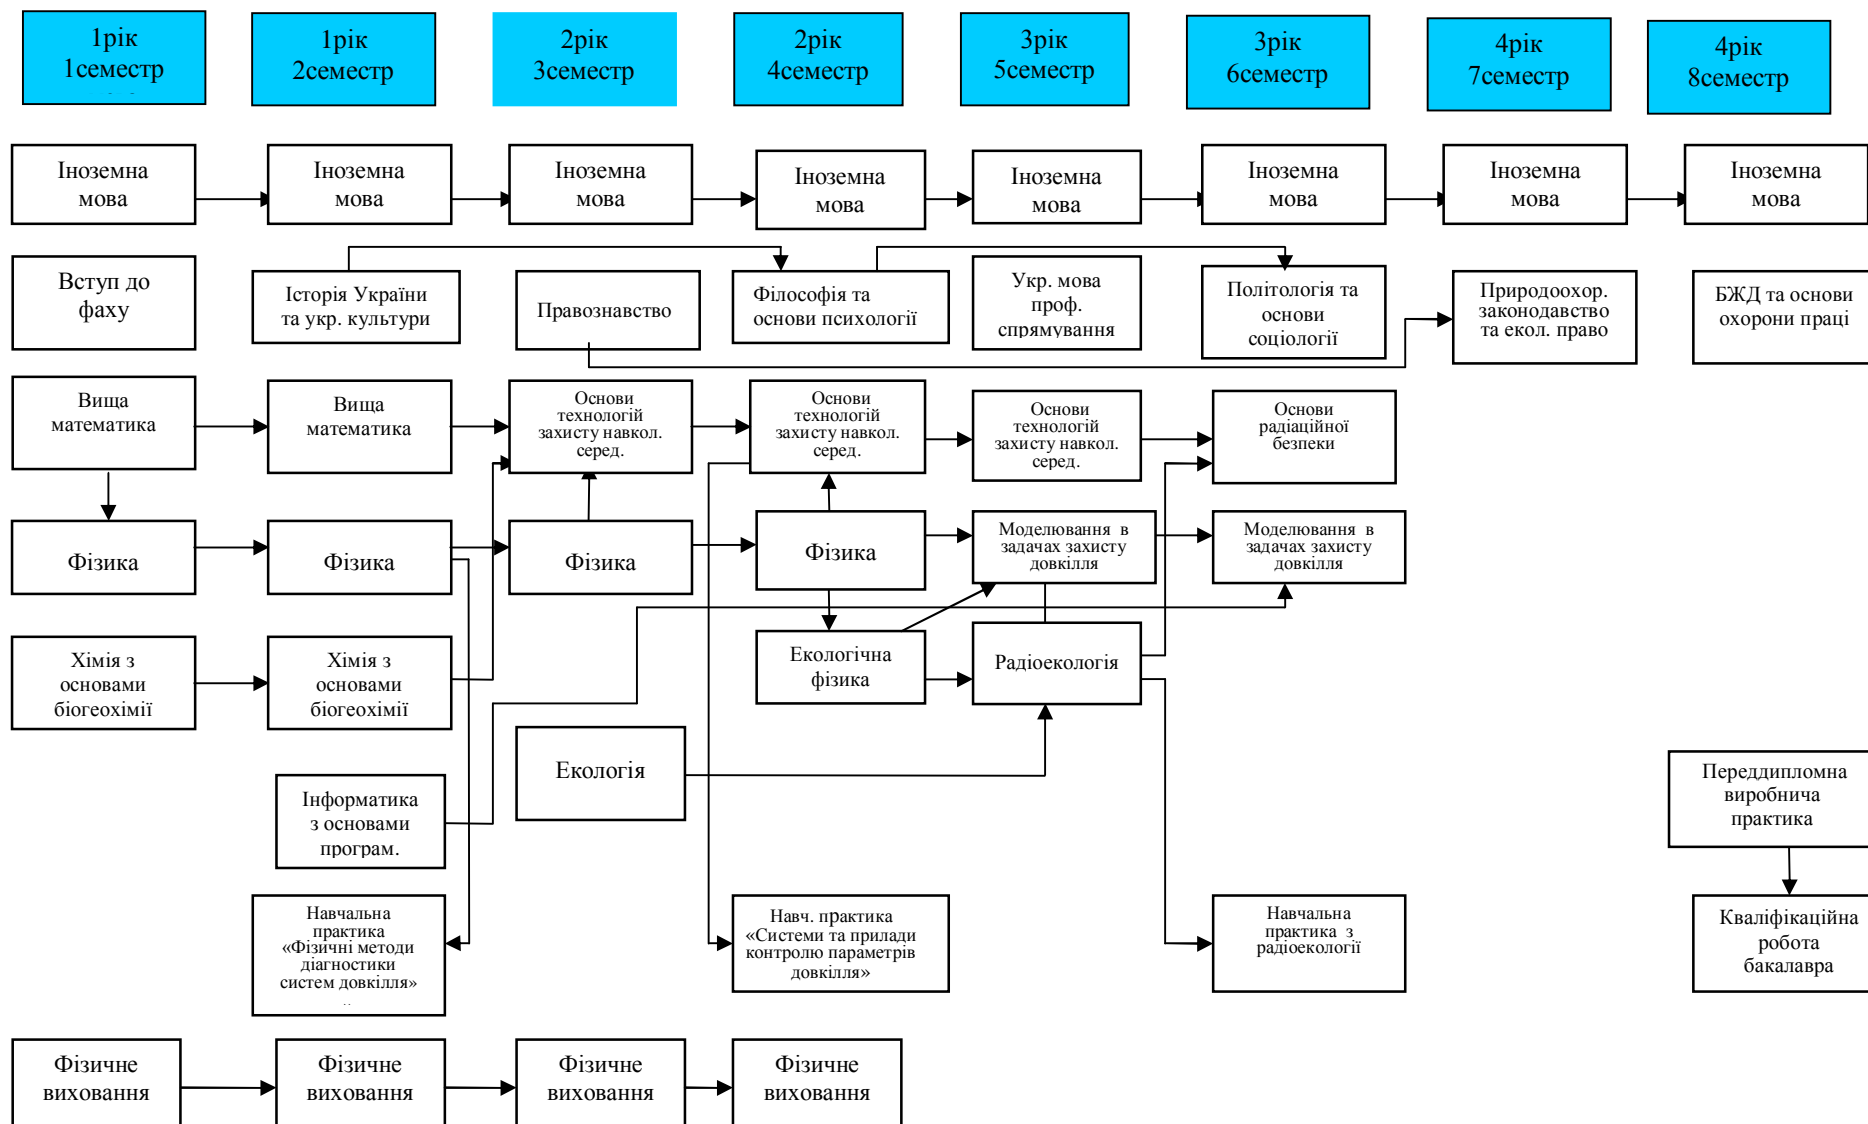 1рік
1семестр
1рік
2семестр
2рік
3семестр
2рік
4семестр
3рік
5семестр
3рік
6семестр
4рік
7семестр
4рік
8семестр
Іноземна
мова
Іноземна
мова
Іноземна
мова
Іноземна
мова
Іноземна
мова
Іноземна
мова
Іноземна
мова
Іноземна
мова
Вступ до
фаху
Історія України
та укр. культури
Правознавство
Філософія та
основи психології
Укр. мова
проф.
спрямування
Політологія та
основи
соціології
Природоохор.
законодавство
та екол. право
БЖД та основи
охорони праці
Вища
математика
Вища
математика
Основи
технологій
захисту навкол.
серед.
Основи
технологій
захисту навкол.
серед.
Основи
технологій
захисту навкол.
серед.
Основи
радіаційної
безпеки
Фізика
Фізика
Фізика
Фізика
Моделювання в
задачах захисту
довкілля
Моделювання в
задачах захисту
довкілля
Хімія з
основами
біогеохімії
Хімія з
основами
біогеохімії
Екологічна
фізика
Радіоекологія
Інформатика
з основами
програм.
Екологія
Переддипломна
виробнича
практика
Навчальна
практика
«Фізичні методи
діагностики
систем довкілля»
Навч. практика
«Системи та прилади
контролю параметрів
довкілля»
Навчальна
практика з
радіоекології
Кваліфікаційна
робота
бакалавра
Фізичне
виховання
Фізичне
виховання
Фізичне
виховання
Фізичне
виховання